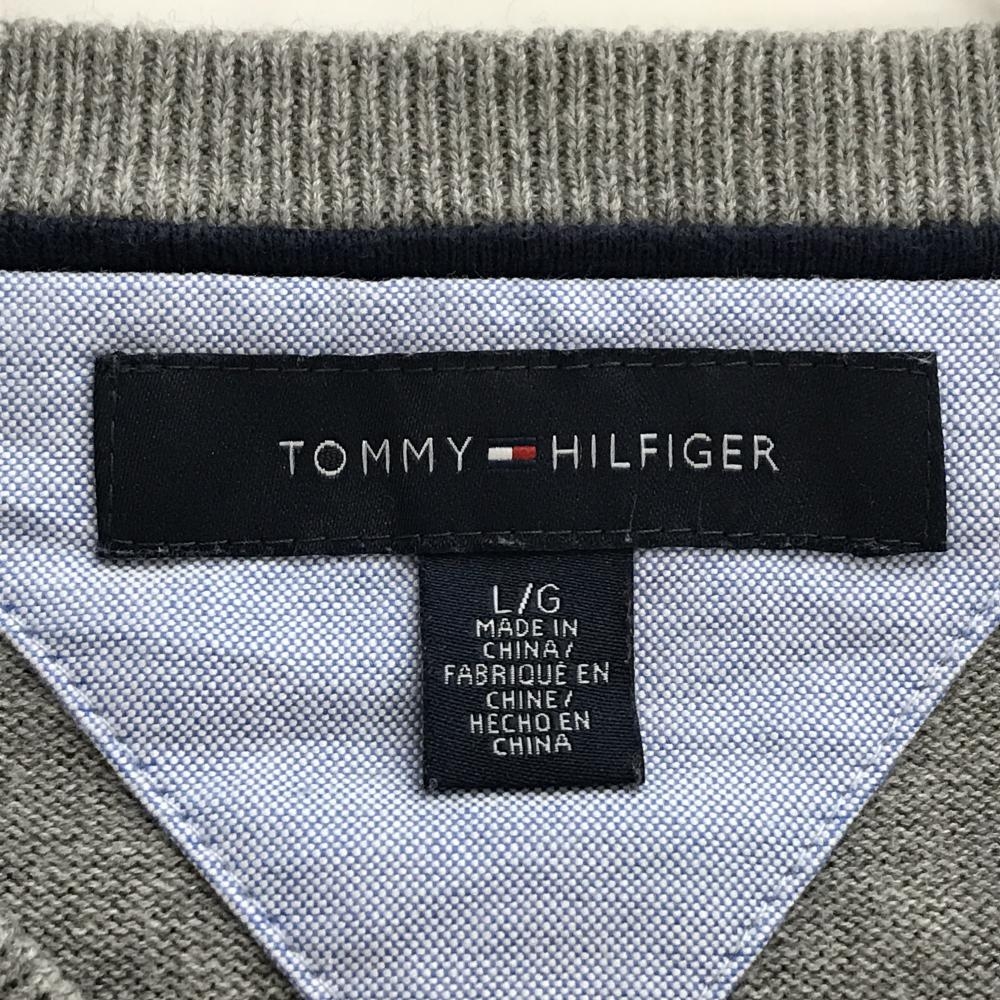 TOMMY HILFIGER
L/G
MADE IN
CHINA/
FABRIQUÉ EN
CHINE/
HECHO EN
CHINA